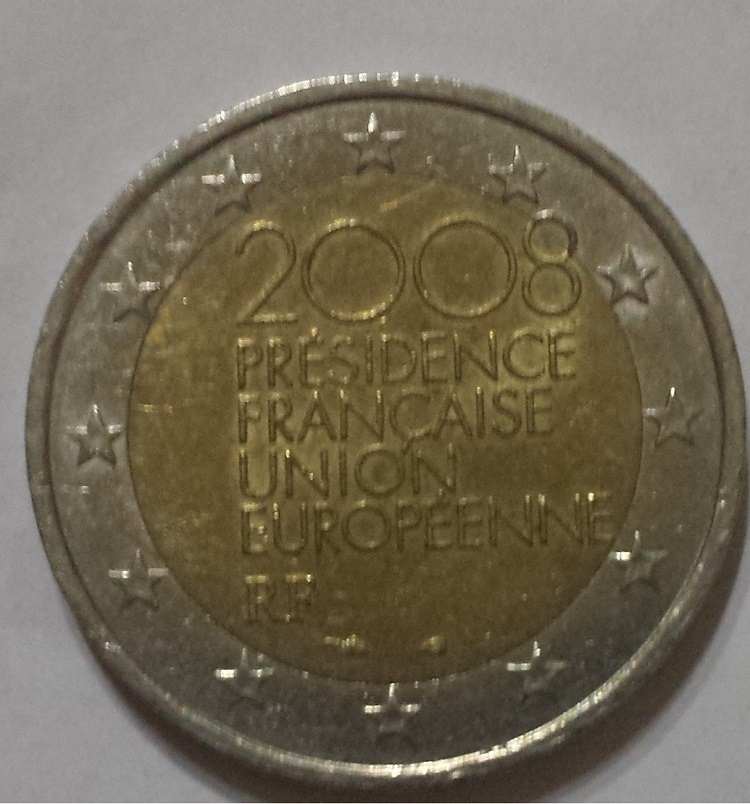 2008
PRÉSIDENCE
FRANÇAISE
UNION
EUROPÉENNE
RF